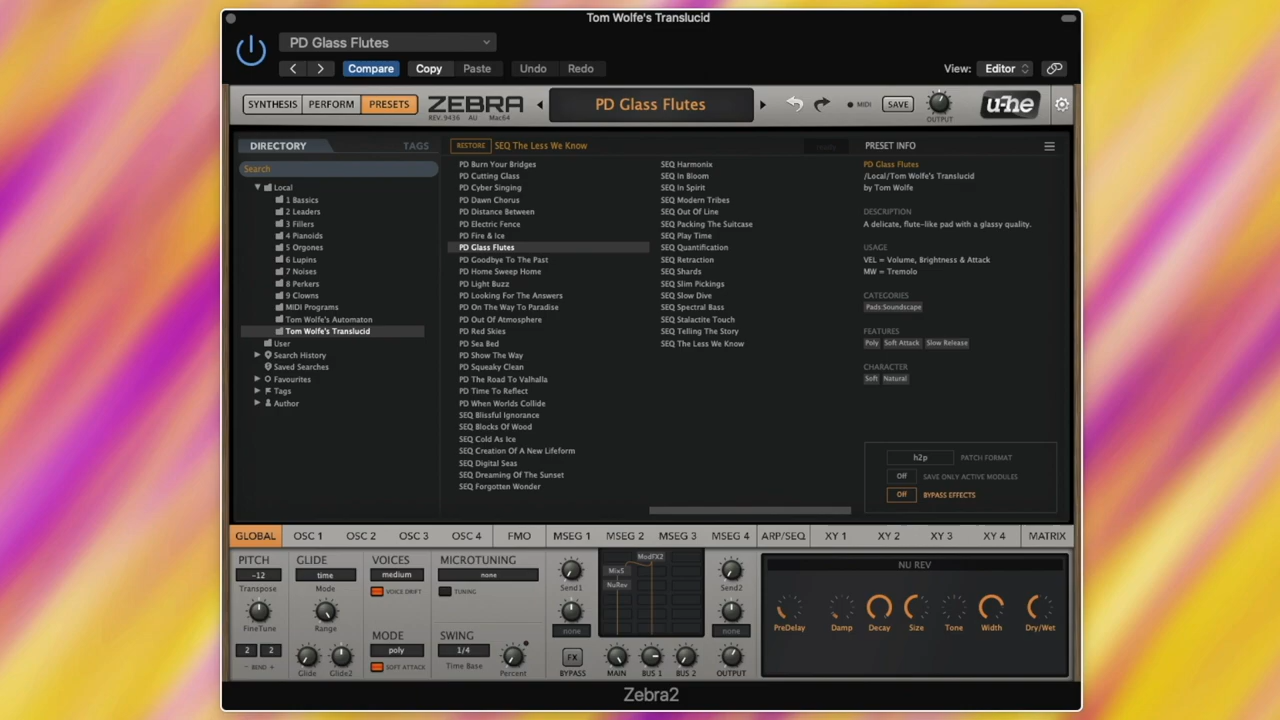 Tom Wolfe's Translucid
PD Glass Flutes
Compare Copy Paste Undo Redo View: Editor
SYNTHESIS PERFORM PRESETS ZEBRA PD Glass Flutes MIDI SAVE OUTPUT u-he
REV. 9436 AU Mac64
DIRECTORY TAGS
Search
Local
1 Bassics
2 Leaders
3 Fillers
4 Pianoids
5 Orgones
6 Lupins
7 Noises
8 Perkers
9 Clowns
MIDI Programs
Tom Wolfe's Automaton
Tom Wolfe's Translucid
User
Search History
Saved Searches
Favourites
Tags
Author
RESTORE SEQ The Less We Know
ready
PD Burn Your Bridges
PD Cutting Glass
PD Cyber Singing
PD Dawn Chorus
PD Distance Between
PD Electric Fence
PD Fire & Ice
PD Glass Flutes
PD Goodbye To The Past
PD Home Sweep Home
PD Light Buzz
PD Looking For The Answers
PD On The Way To Paradise
PD Out Of Atmosphere
PD Red Skies
PD Sea Bed
PD Show The Way
PD Squeaky Clean
PD The Road To Valhalla
PD Time To Reflect
PD When Worlds Collide
SEQ Blissful Ignorance
SEQ Blocks Of Wood
SEQ Cold As Ice
SEQ Creation Of A New Lifeform
SEQ Digital Seas
SEQ Dreaming Of The Sunset
SEQ Forgotten Wonder
SEQ Harmonix
SEQ In Bloom
SEQ In Spirit
SEQ Modern Tribes
SEQ Out Of Line
SEQ Packing The Suitcase
SEQ Play Time
SEQ Quantification
SEQ Retraction
SEQ Shards
SEQ Slim Pickings
SEQ Slow Dive
SEQ Spectral Bass
SEQ Stalactite Touch
SEQ Telling The Story
SEQ The Less We Know
PRESET INFO
PD Glass Flutes
/Local/Tom Wolfe's Translucid
by Tom Wolfe
DESCRIPTION
A delicate, flute-like pad with a glassy quality.
USAGE
VEL = Volume, Brightness & Attack
MW = Tremolo
CATEGORIES
Pads:Soundscape
FEATURES
Poly Soft Attack Slow Release
CHARACTER
Soft Natural
h2p PATCH FORMAT
Off SAVE ONLY ACTIVE MODULES
Off BYPASS EFFECTS
GLOBAL OSC 1 OSC 2 OSC 3 OSC 4 FMO MSEG 1 MSEG 2 MSEG 3 MSEG 4 ARP/SEQ XY 1 XY 2 XY 3 XY 4 MATRIX
PITCH
-12
Transpose
FineTune
2 2
- BEND +
GLIDE
time
Mode
Range
Glide Glide2
VOICES
medium
VOICE DRIFT
MODE
poly
SOFT ATTACK
MICROTUNING
none
TUNING
SWING
1/4
Time Base
Percent
Send1
none
FX
BYPASS
ModFX2
Mix5
NuRev
MAIN BUS 1 BUS 2 OUTPUT
Send2
none
NU REV
PreDelay Damp Decay Size Tone Width Dry/Wet
Zebra2